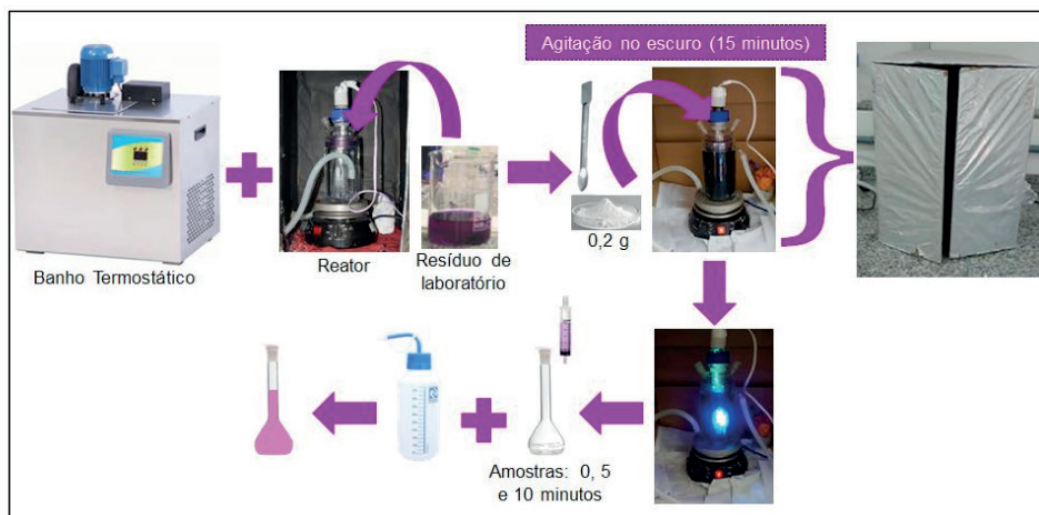 Agitação no escuro (15 minutos)
Banho Termostático
Reator
Resíduo de
laboratório
0,2 g
Amostras: 0, 5
e 10 minutos